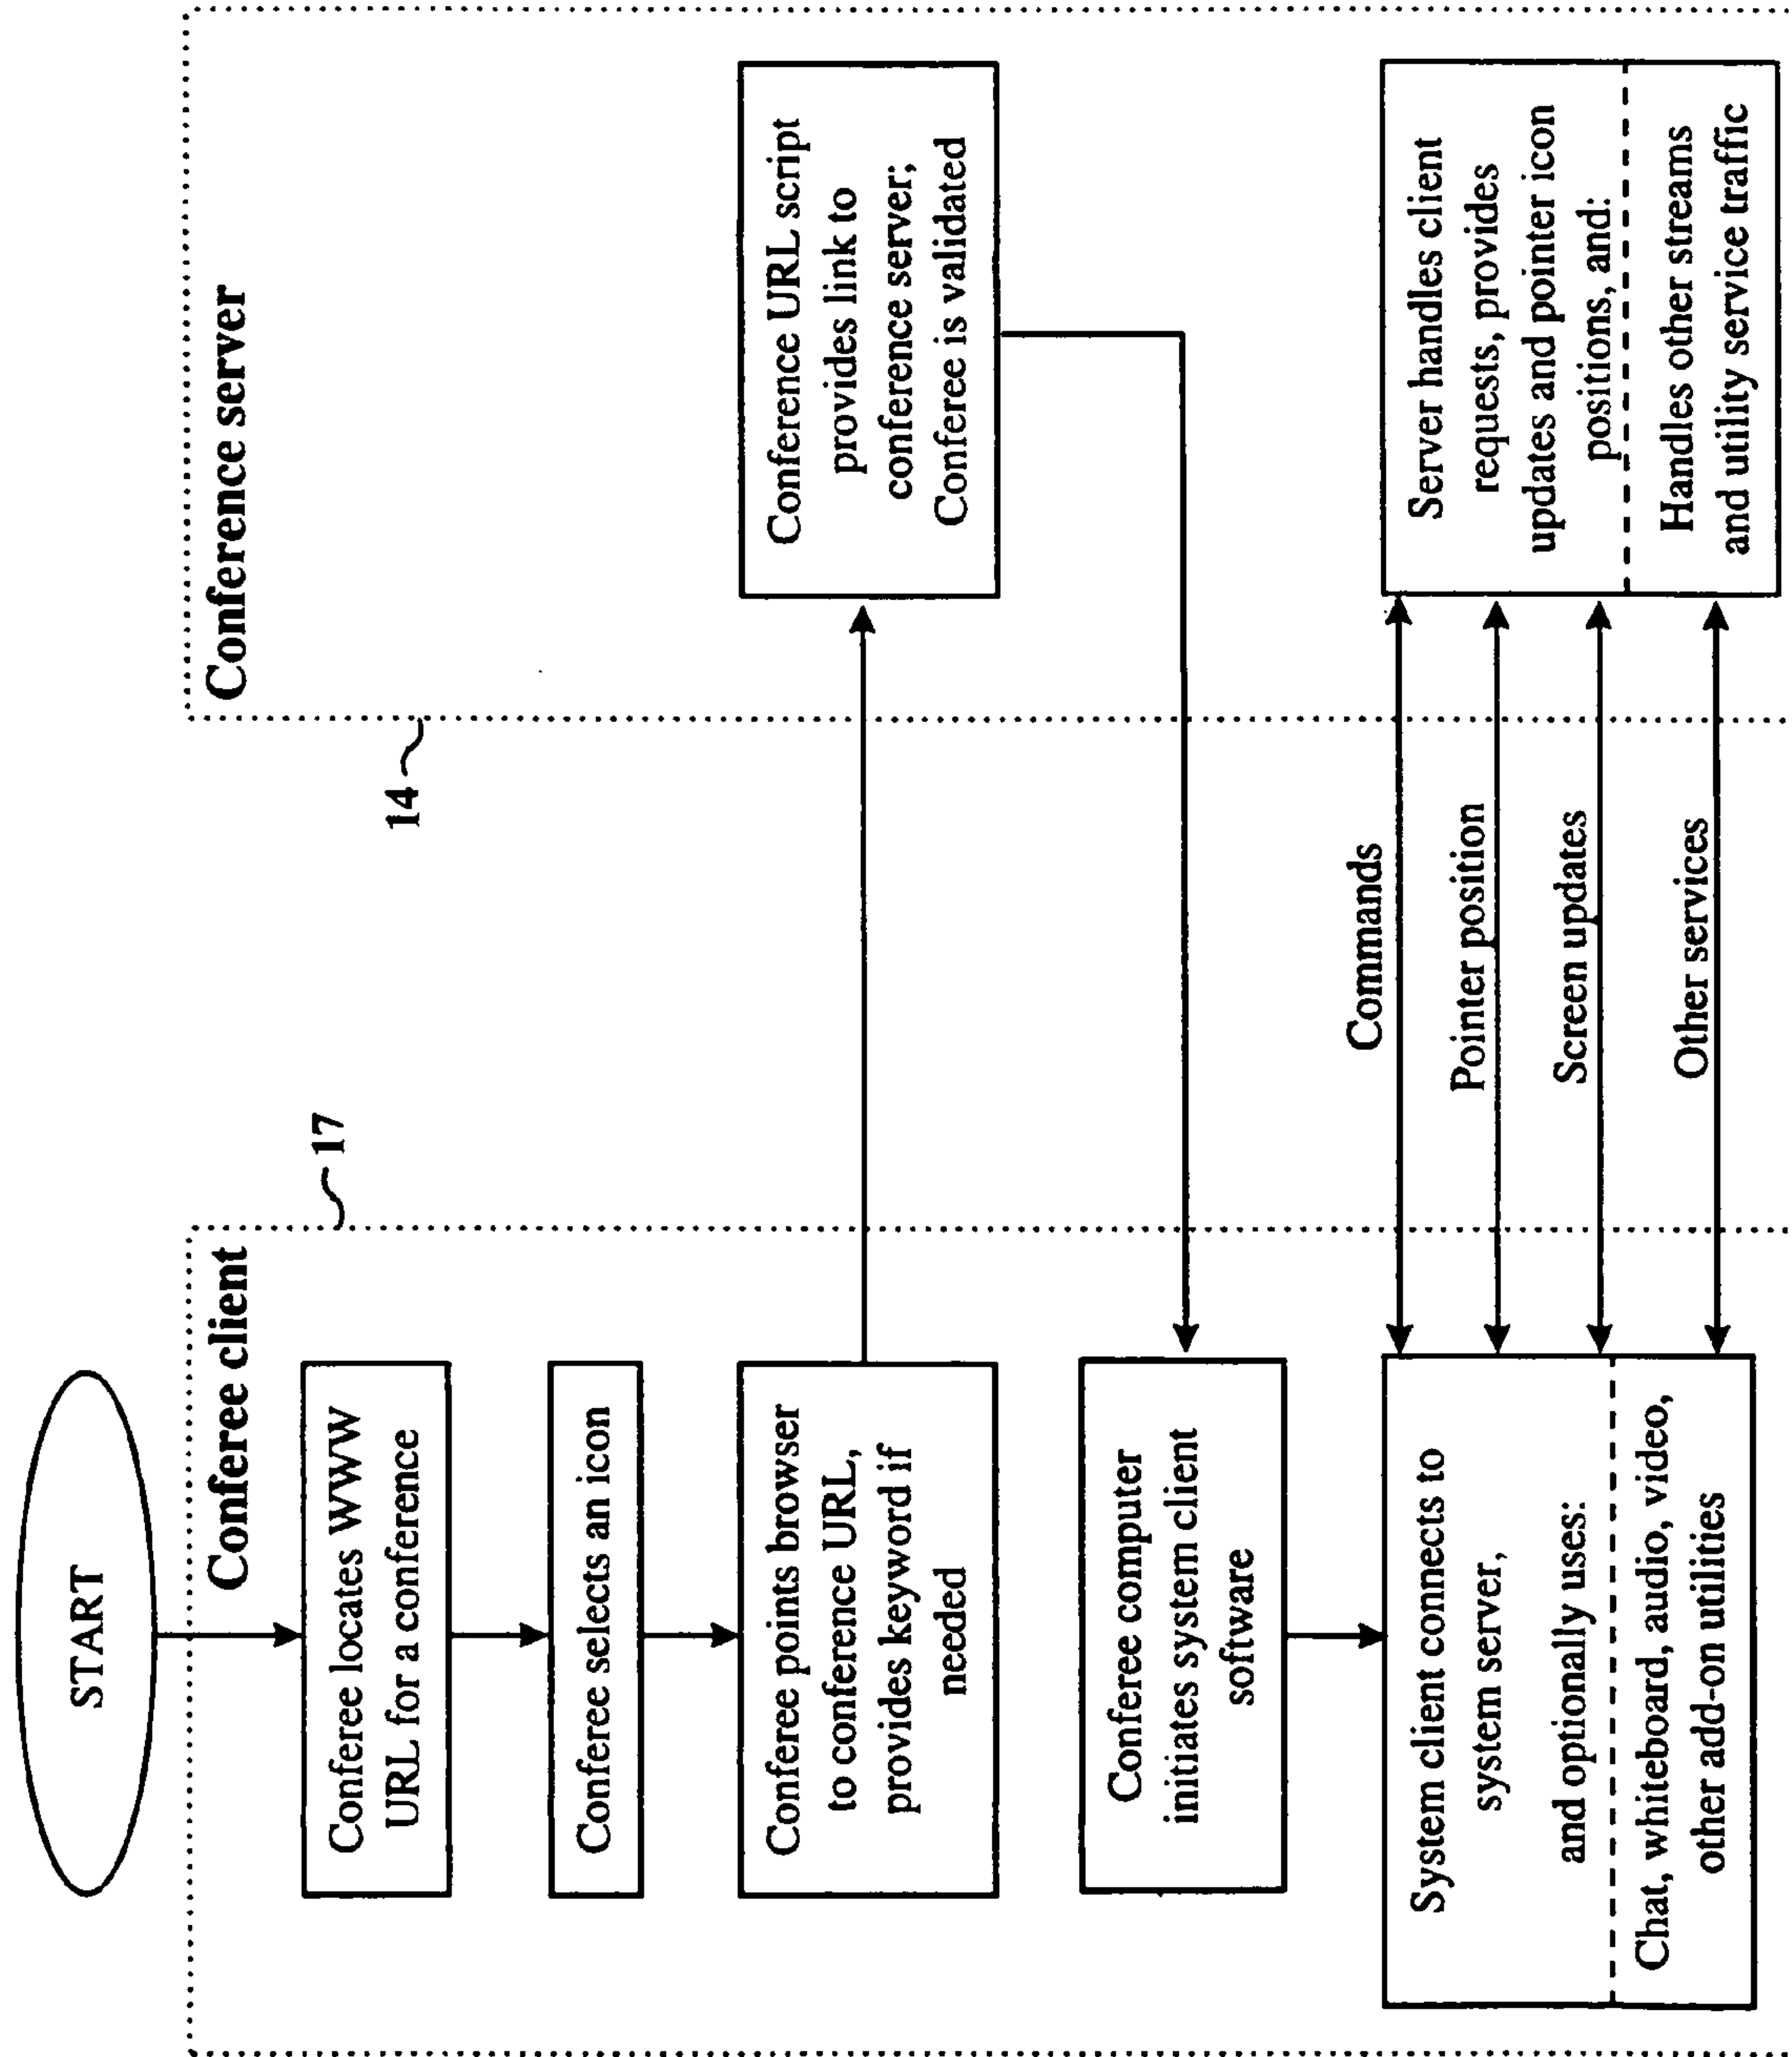 START
Conferee client
17
14
Conference server
Conferee locates WWW
URL for a conference
Conferee selects an icon
Conferee points browser
to conference URL,
provides keyword if
needed
Conference URL script
provides link to
conference server;
Conferee is validated
Conferee computer
initiates system client
software
System client connects to
system server,
and optionally uses:
Chat, whiteboard, audio, video,
other add-on utilities
Commands
Pointer position
Screen updates
Other services
Server handles client
requests, provides
updates and pointer icon
positions, and:
Handles other streams
and utility service traffic